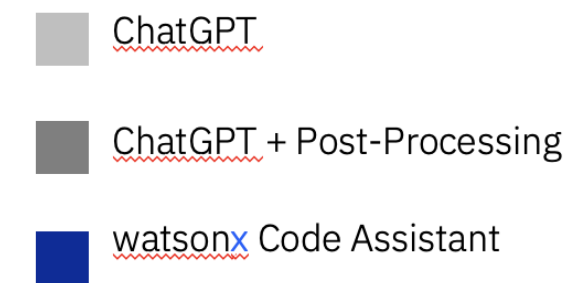 ChatGPT
ChatGPT + Post-Processing
watsonx Code Assistant